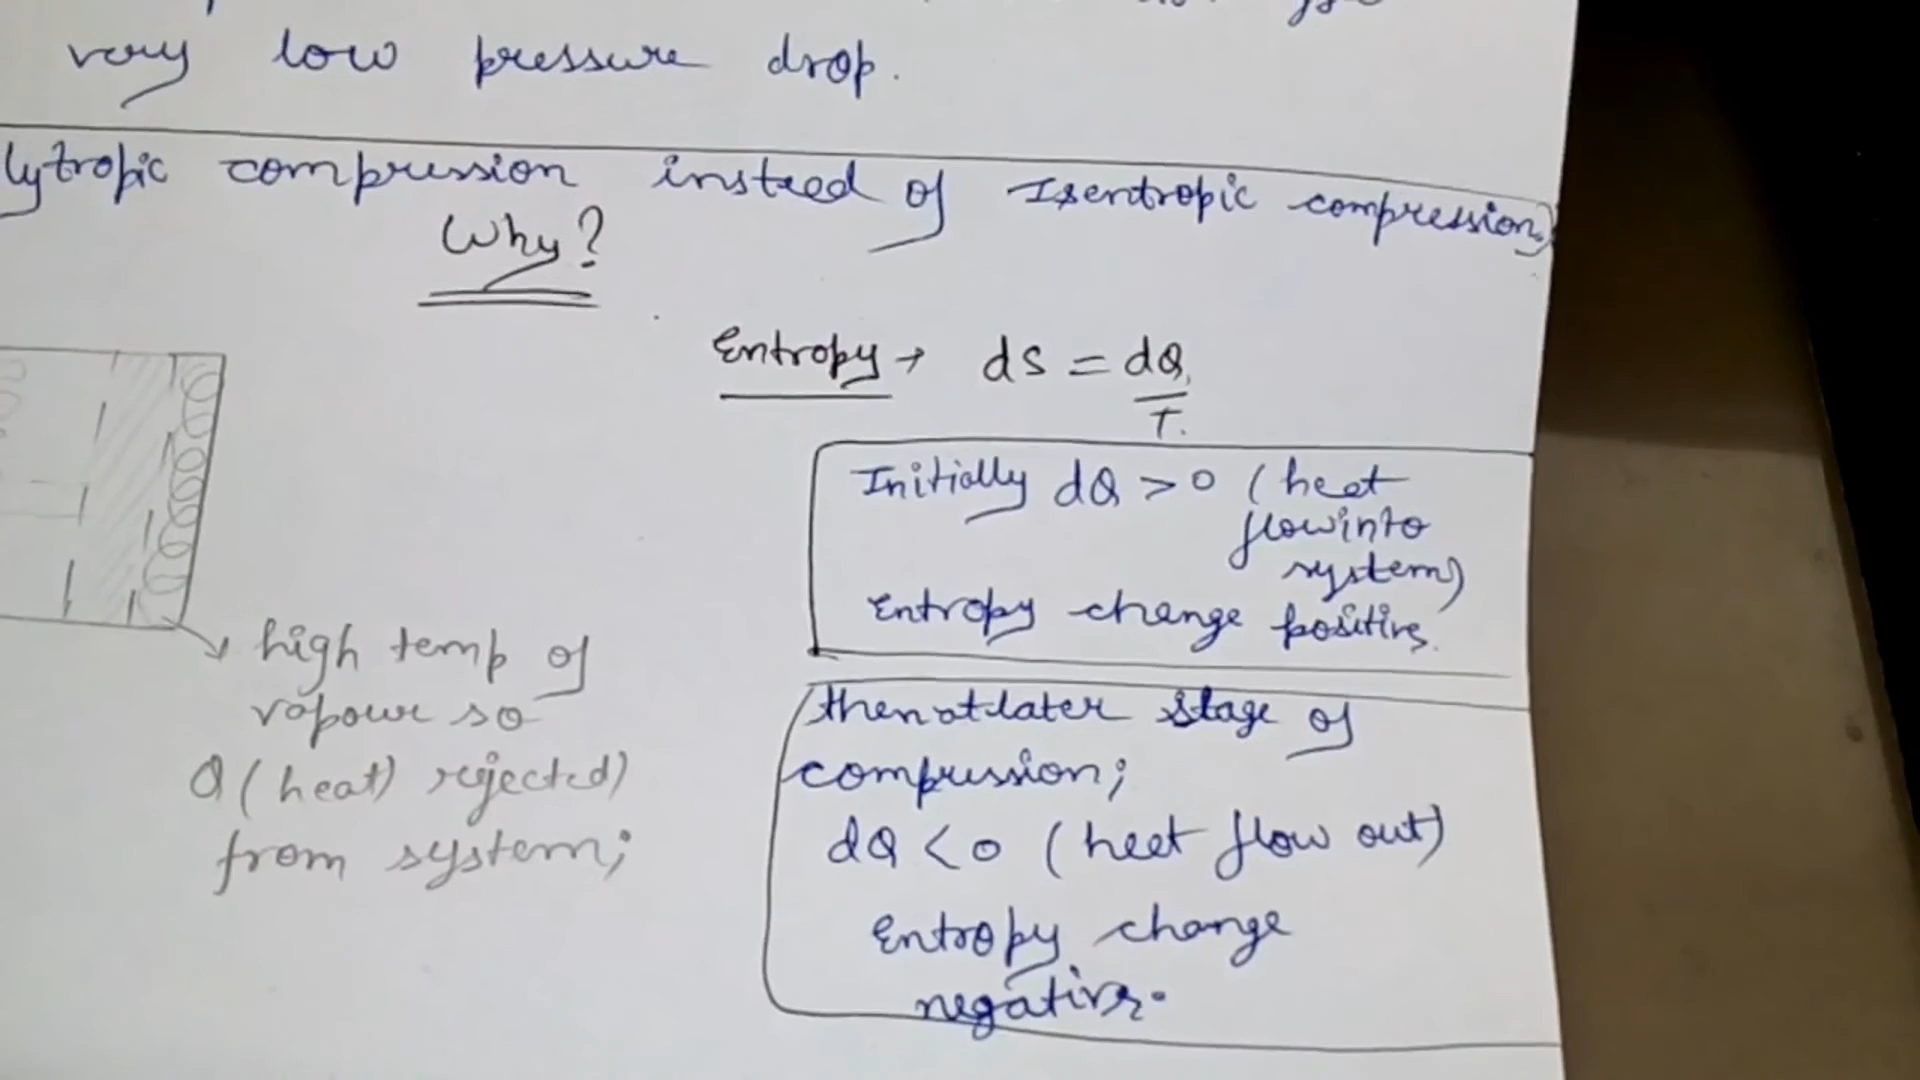 very low pressure drop.
lytropic compression instead of Isentropic compression
Why?
Entropy → dS = dQ
T.
Initially dQ > 0 (heet
flow into
system)
Entropy change positive.
high temp of
vapour so
Q (heat) rejected)
from system;
then at later stage of
compression;
dQ < 0 (heet flow out)
Entropy change
negative.